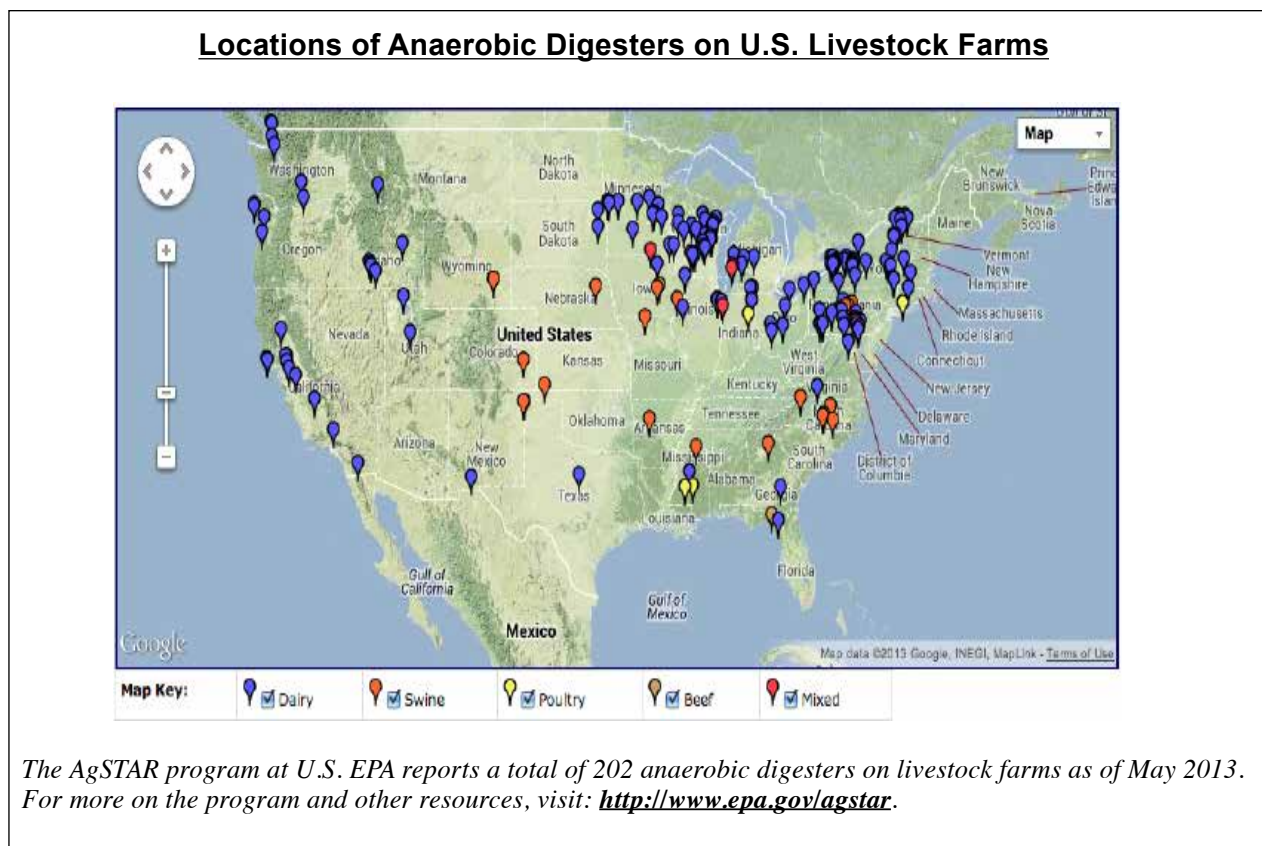 Locations of Anaerobic Digesters on U.S. Livestock Farms
Map
New Brunswick
Nova Scotia
Maine
Washington
Montana
North Dakota
Minnesota
Oregon
South Dakota
Michigan
Vermont
New Hampshire
Wyoming
Massachusetts
Nebraska
Rhode Island
Nevada
United States
Indiana
Connecticut
Utah
Colorado
Kansas
Missouri
West Virginia
New Jersey
California
Kentucky
Virginia
Delaware
Oklahoma
Tennessee
Arkansas
Maryland
Arizona
New Mexico
Mississippi
South Carolina
District of Columbie
Alabama
Texas
Georgia
Louisiana
Florida
Gulf of California
Gulf of Mexico
Mexico
Google
Map data ©2013 Google, INEGI, MapLink - Terms of Use
Map Key: Dairy Swine Poultry Beef Mixed
The AgSTAR program at U.S. EPA reports a total of 202 anaerobic digesters on livestock farms as of May 2013.
For more on the program and other resources, visit: http://www.epa.gov/agstar.